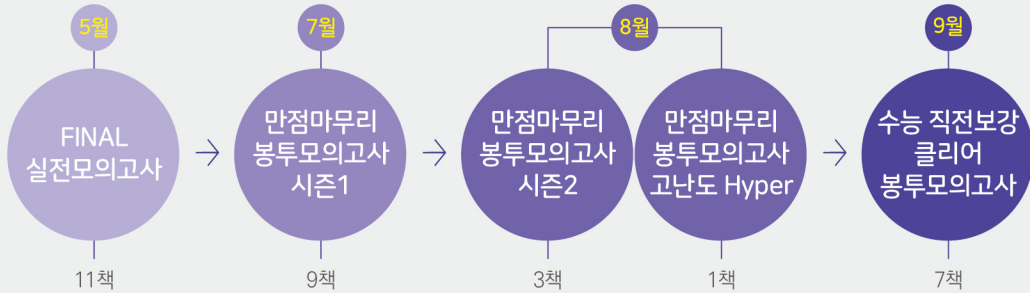 5월
7월
8월
9월
FINAL
실전모의고사
만점마무리
봉투모의고사
시즌1
만점마무리
봉투모의고사
시즌2
만점마무리
봉투모의고사
고난도 Hyper
수능 직전보강
클리어
봉투모의고사
11책
9책
3책
1책
7책